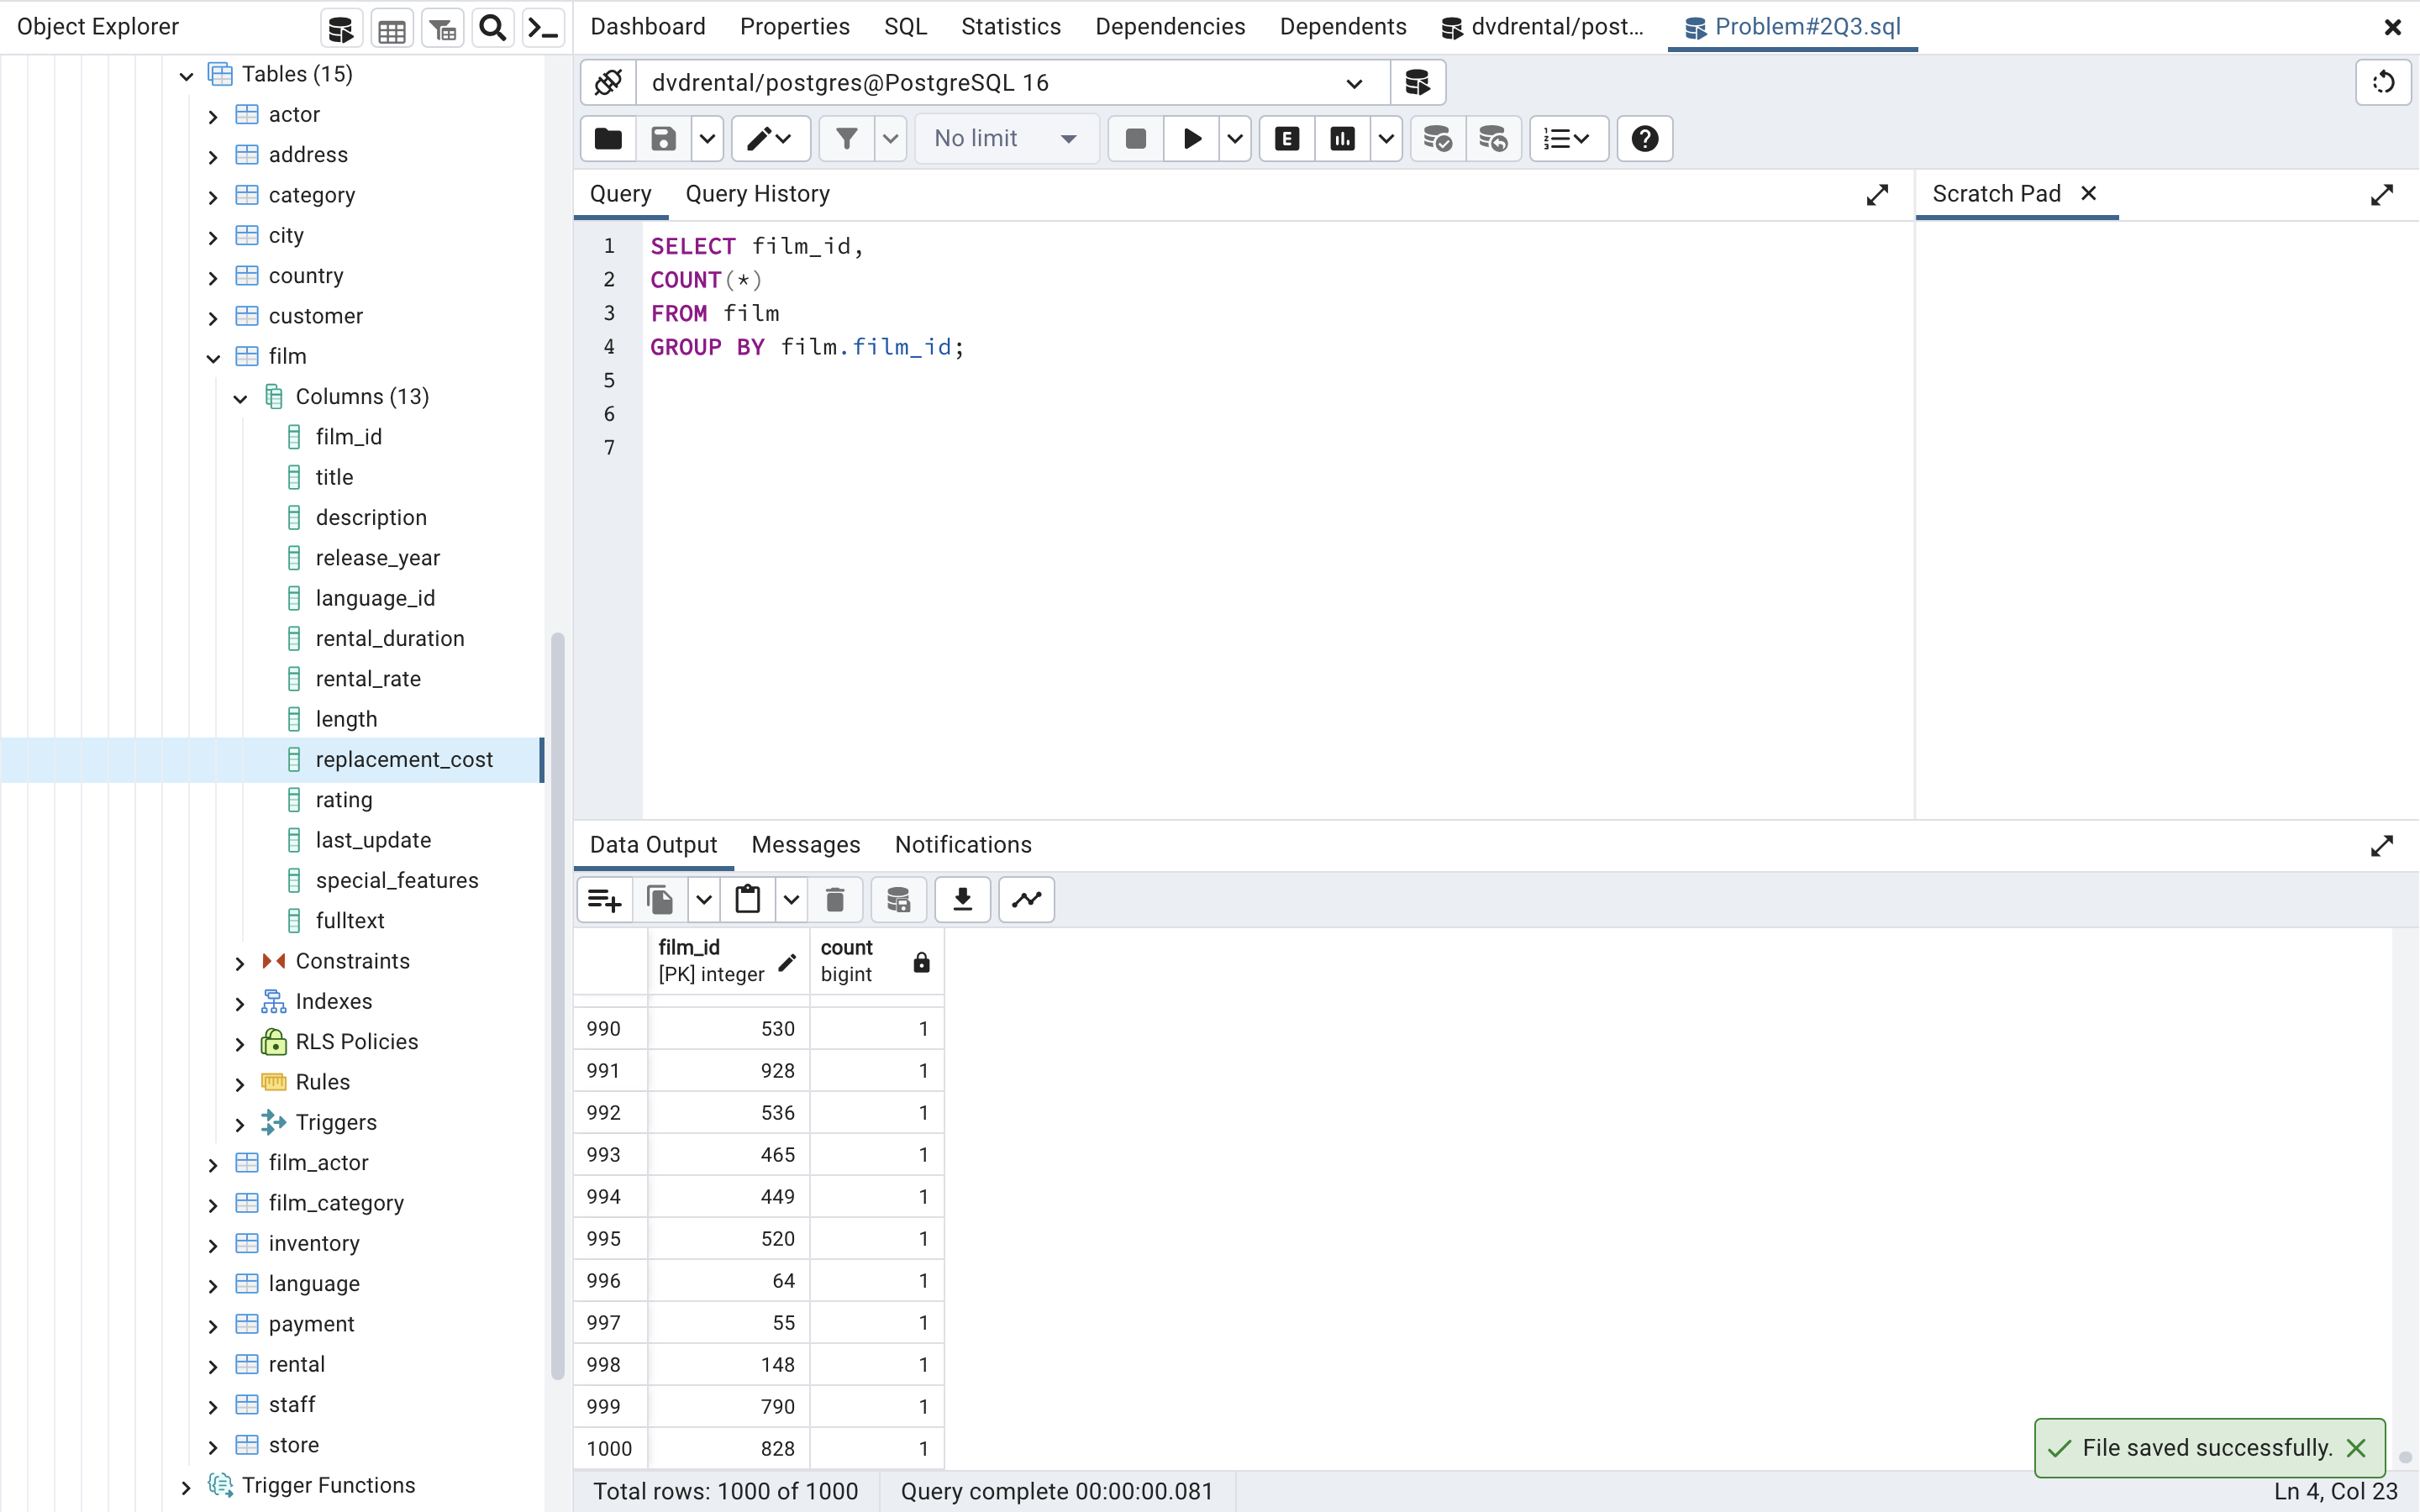 Object Explorer
Dashboard Properties SQL Statistics Dependencies Dependents dvdrental/post... Problem#2Q3.sql
Tables (15)
actor
address
category
city
country
customer
film
Columns (13)
film_id
title
description
release_year
language_id
rental_duration
rental_rate
length
replacement_cost
rating
last_update
special_features
fulltext
Constraints
Indexes
RLS Policies
Rules
Triggers
film_actor
film_category
inventory
language
payment
rental
staff
store
Trigger Functions
dvdrental/postgres@PostgreSQL 16
No limit
E
Query Query History
Scratch Pad
1 SELECT film_id,
2 COUNT(*)
3 FROM film
4 GROUP BY film.film_id;
5
6
7
Data Output Messages Notifications
film_id count
[PK] integer bigint
990 530 1
991 928 1
992 536 1
993 465 1
994 449 1
995 520 1
996 64 1
997 55 1
998 148 1
999 790 1
1000 828 1
File saved successfully.
Total rows: 1000 of 1000 Query complete 00:00:00.081 Ln 4, Col 23